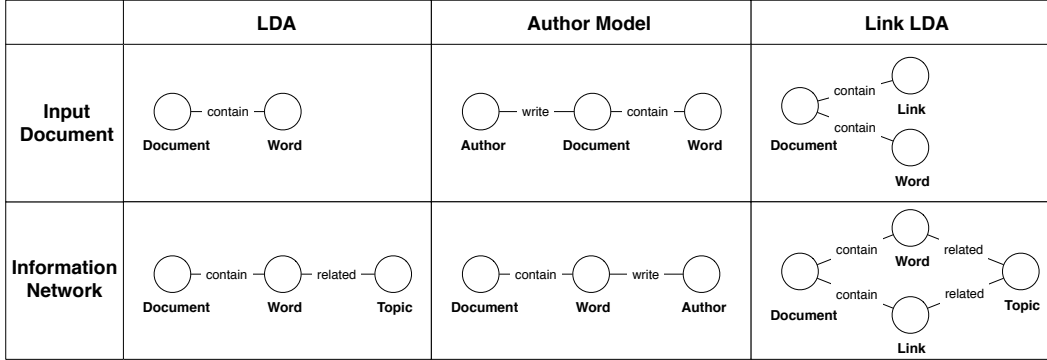 LDA
Author Model
Link LDA
Input
Document
contain
Document
Word
write
contain
Author
Document
Word
contain
Link
contain
Document
Word
Information
Network
contain
related
Document
Word
Topic
contain
write
Document
Word
Author
contain
related
Word
Document
Topic
contain
related
Link